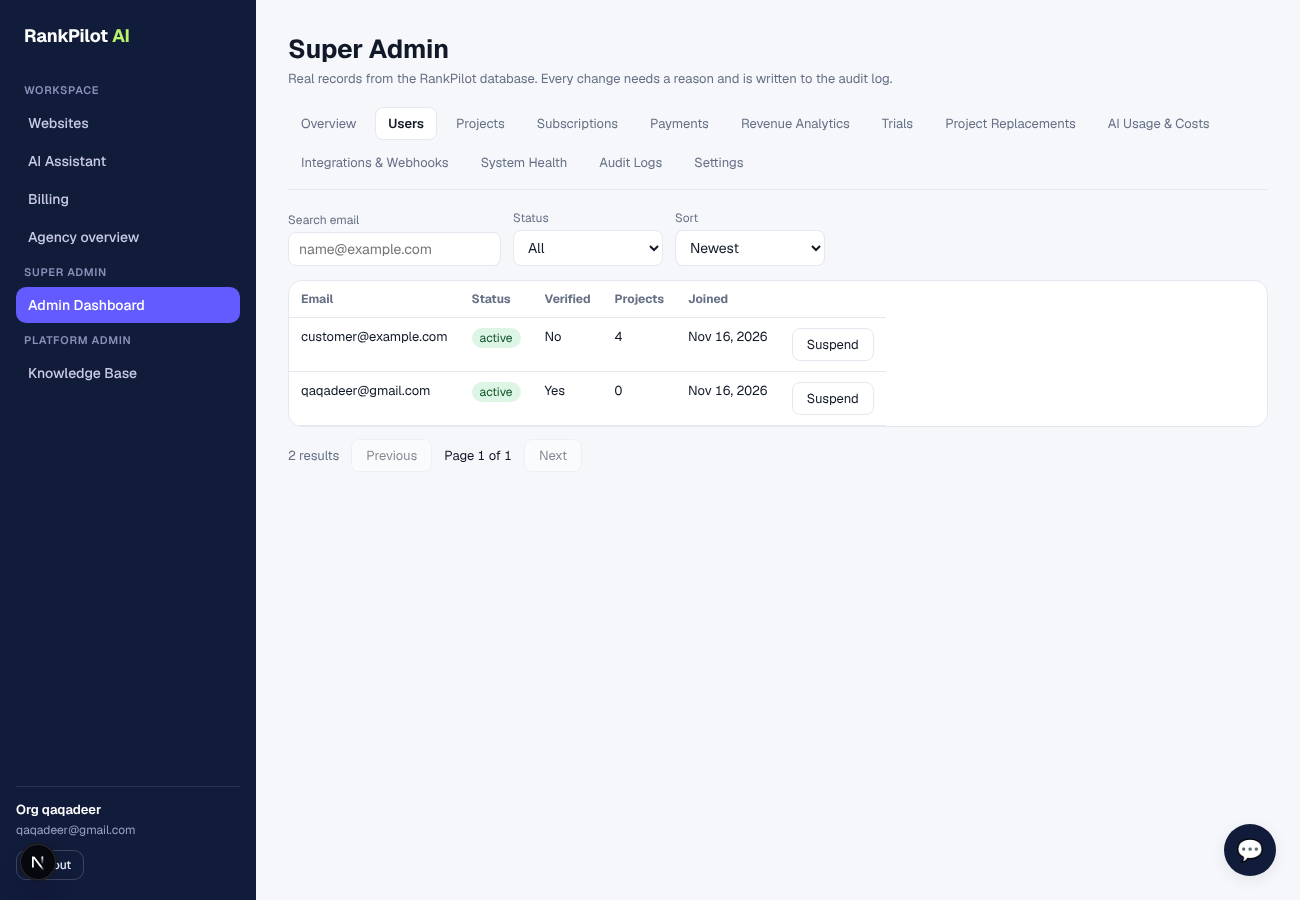 RankPilot AI
WORKSPACE
Websites
AI Assistant
Billing
Agency overview
SUPER ADMIN
Admin Dashboard
PLATFORM ADMIN
Knowledge Base
Org qaqadeer
qaqadeer@gmail.com
N
out
Super Admin
Real records from the RankPilot database. Every change needs a reason and is written to the audit log.
Overview Users Projects Subscriptions Payments Revenue Analytics Trials Project Replacements AI Usage & Costs
Integrations & Webhooks System Health Audit Logs Settings
Search email Status Sort
name@example.com All Newest
Email Status Verified Projects Joined
customer@example.com active No 4 Nov 16, 2026 Suspend
qaqadeer@gmail.com active Yes 0 Nov 16, 2026 Suspend
2 results Previous Page 1 of 1 Next